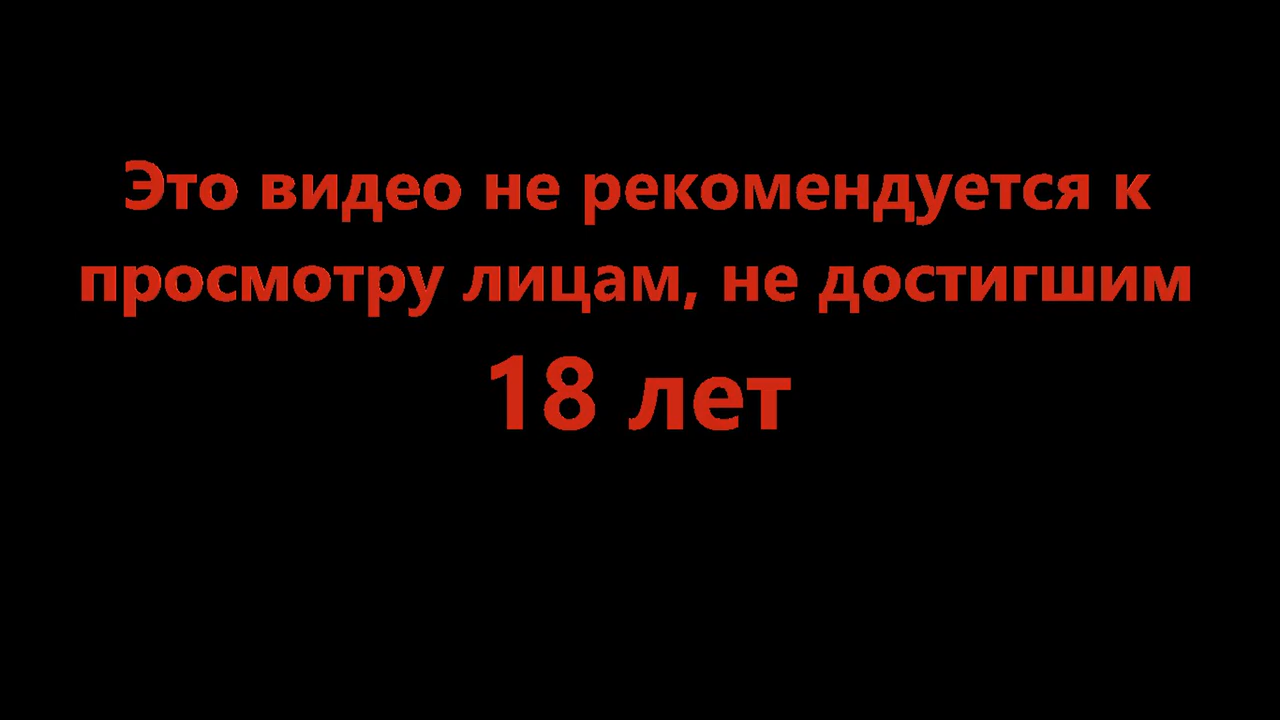 Это видео не рекомендуется к
просмотру лицам, не достигшим
18 лет